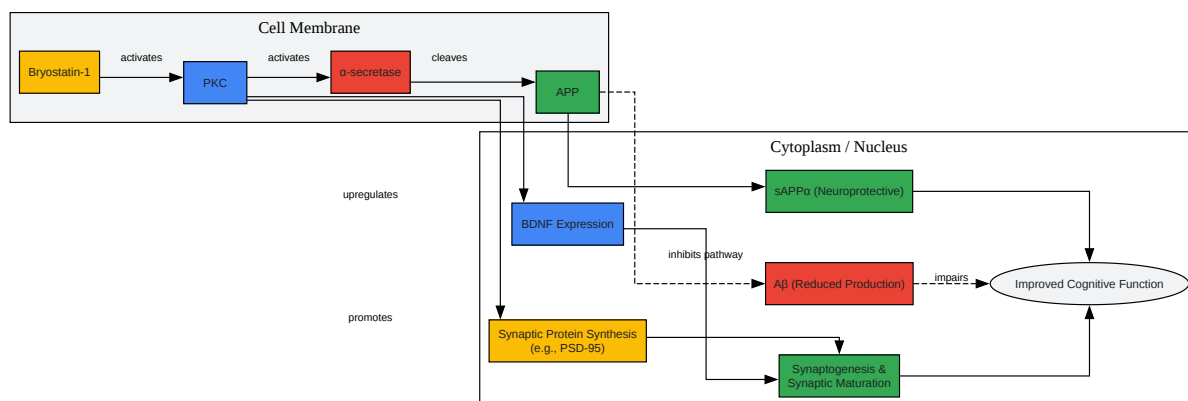 Cell Membrane
activates
activates
cleaves
Bryostatin-1
PKC
α-secretase
APP
Cytoplasm / Nucleus
upregulates
sAPPα (Neuroprotective)
BDNF Expression
inhibits pathway
Aβ (Reduced Production)
impairs
Improved Cognitive Function
promotes
Synaptic Protein Synthesis
(e.g., PSD-95)
Synaptogenesis &
Synaptic Maturation